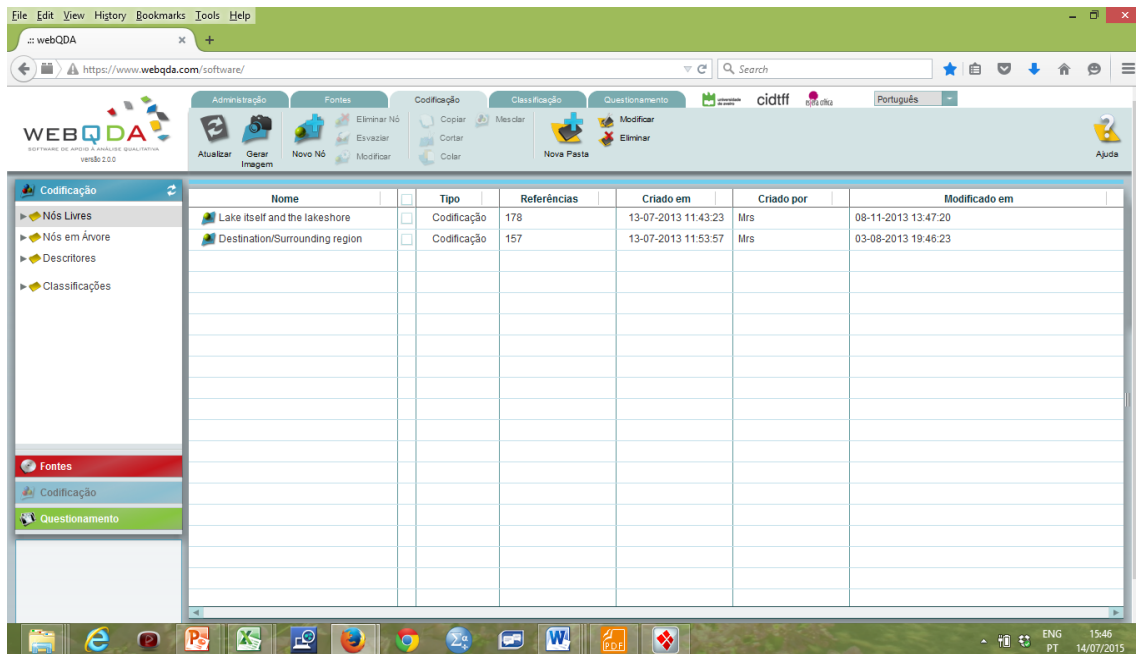 File Edit View History Bookmarks Tools Help
.:: webQDA
https://www.webqda.com/software/
Search
WEBQDA
SOFTWARE DE APOIO À ANÁLISE QUALITATIVA
versão 2.0.0
Administração Fontes Codificação Classificação Questionamento
cidtff
Português
Atualizar
Gerar Imagem
Novo Nó
Eliminar Nó
Esvaziar
Modificar
Copiar
Cortar
Colar
Mesclar
Nova Pasta
Modificar
Eliminar
Ajuda
Codificação
Nós Livres
Nós em Árvore
Descritores
Classificações
Fontes
Codificação
Questionamento
Nome Tipo Referências Criado em Criado por Modificado em
Lake itself and the lakeshore Codificação 178 13-07-2013 11:43:23 Mrs 08-11-2013 13:47:20
Destination/Surrounding region Codificação 157 13-07-2013 11:53:57 Mrs 03-08-2013 19:46:23
ENG 15:46
PT 14/07/2015